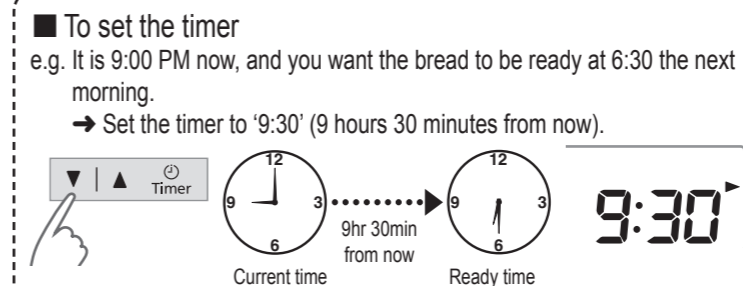 ■ To set the timer
e.g. It is 9:00 PM now, and you want the bread to be ready at 6:30 the next
morning.
➔ Set the timer to ‘9:30’ (9 hours 30 minutes from now).
▼ | ▲ Timer
12
9 3
6
Current time
9hr 30min
from now
12
9 3
6
Ready time
9:30